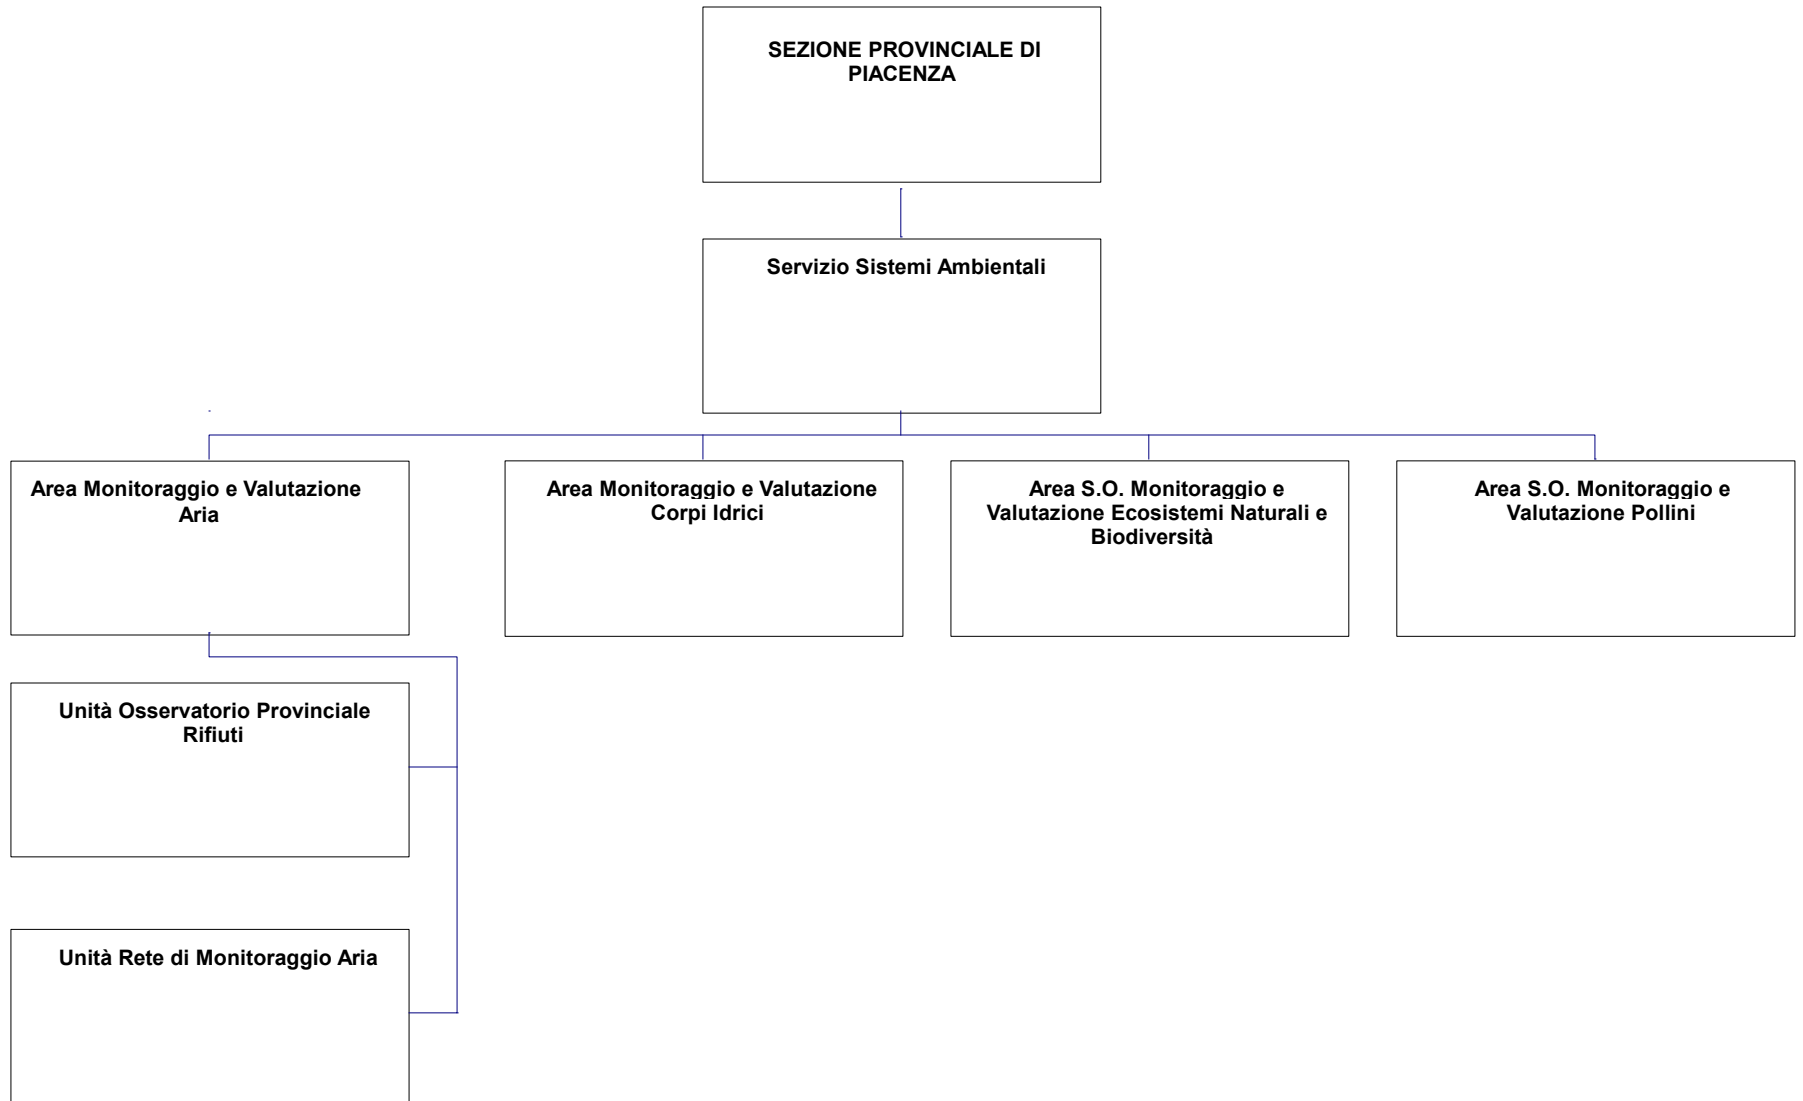 SEZIONE PROVINCIALE DI
PIACENZA
Servizio Sistemi Ambientali
Area Monitoraggio e Valutazione
Aria
Area Monitoraggio e Valutazione
Corpi Idrici
Area S.O. Monitoraggio e
Valutazione Ecosistemi Naturali e
Biodiversità
Area S.O. Monitoraggio e
Valutazione Pollini
Unità Osservatorio Provinciale
Rifiuti
Unità Rete di Monitoraggio Aria